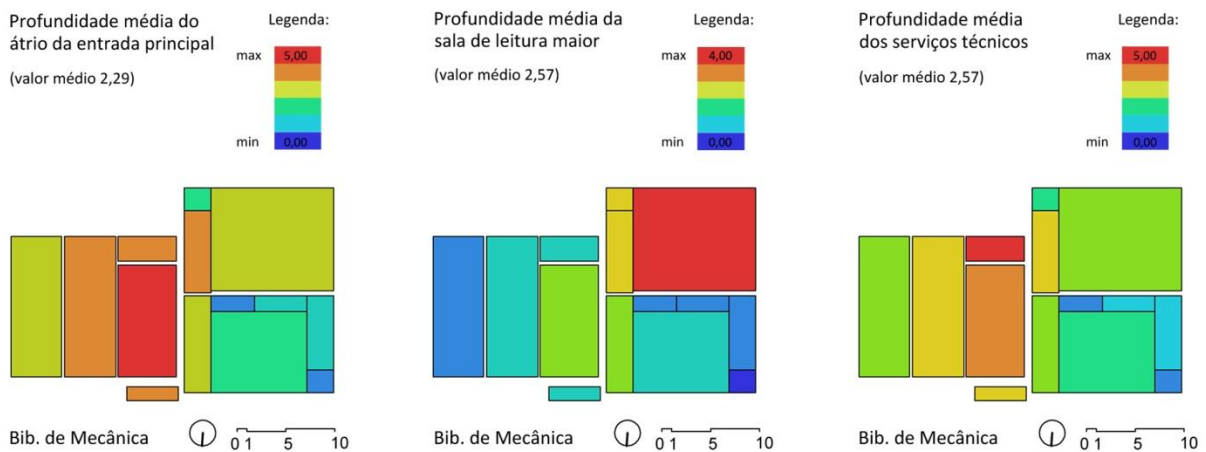 Profundidade média do
átrio da entrada principal
(valor médio 2,29)
Legenda:
max
5,00
min
0,00
Bib. de Mecânica
0 1 5 10
Profundidade média da
sala de leitura maior
(valor médio 2,57)
Legenda:
max
4,00
min
0,00
Bib. de Mecânica
0 1 5 10
Profundidade média
dos serviços técnicos
(valor médio 2,57)
Legenda:
max
5,00
min
0,00
Bib. de Mecânica
0 1 5 10